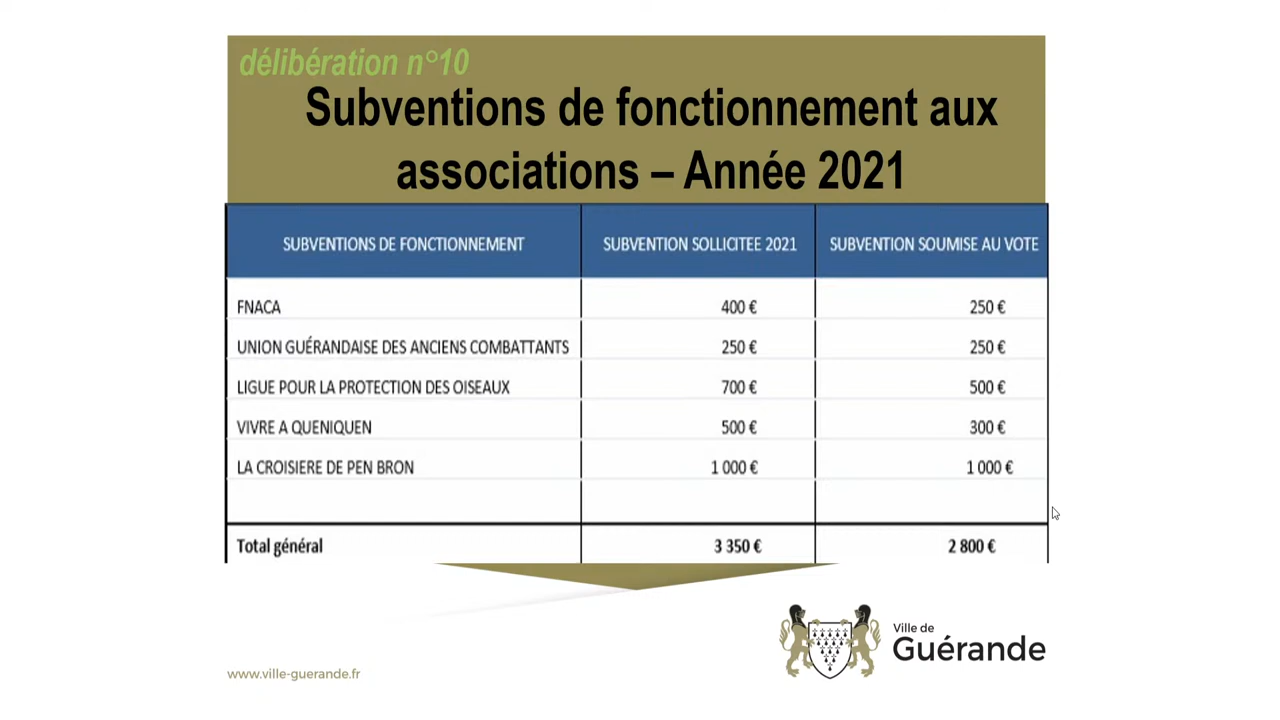 délibération n°10
Subventions de fonctionnement aux
associations – Année 2021
SUBVENTIONS DE FONCTIONNEMENT SUBVENTION SOLLICITEE 2021 SUBVENTION SOUMISE AU VOTE
FNACA 400 € 250 €
UNION GUÉRANDAISE DES ANCIENS COMBATTANTS 250 € 250 €
LIGUE POUR LA PROTECTION DES OISEAUX 700 € 500 €
VIVRE A QUENIQUEN 500 € 300 €
LA CROISIERE DE PEN BRON 1 000 € 1 000 €
Total général 3 350 € 2 800 €
Ville de
Guérande
www.ville-guerande.fr